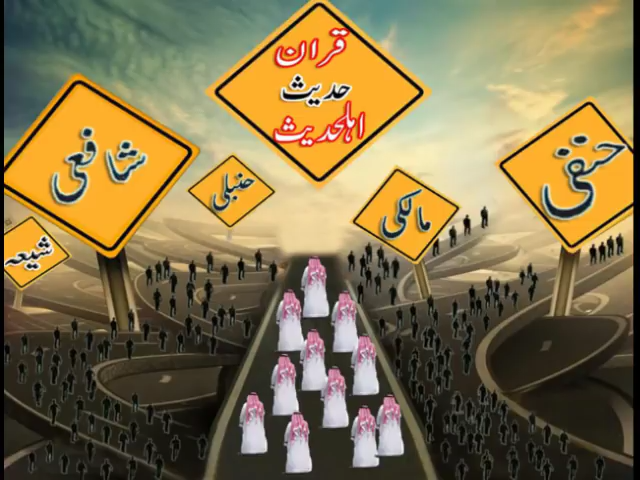 قران
حدیث
اہلحدیث
شافعی
حنبلی
مالکی
حنفی
شیعہ